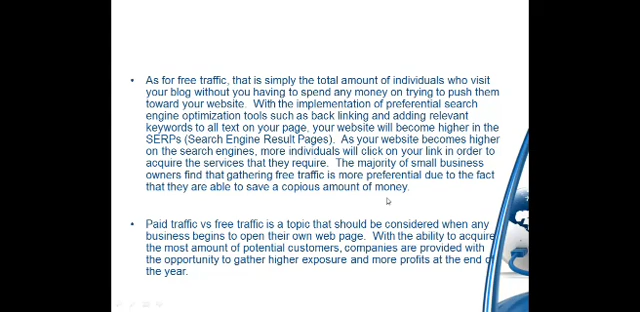 • As for free traffic, that is simply the total amount of individuals who visit
your blog without you having to spend any money on trying to push them
toward your website. With the implementation of preferential search
engine optimization tools such as back linking and adding relevant
keywords to all text on your page, your website will become higher in the
SERPs (Search Engine Result Pages). As your website becomes higher
on the search engines, more individuals will click on your link in order to
acquire the services that they require. The majority of small business
owners find that gathering free traffic is more preferential due to the fact
that they are able to save a copious amount of money.
• Paid traffic vs free traffic is a topic that should be considered when any
business begins to open their own web page. With the ability to acquire
the most amount of potential customers, companies are provided with
the opportunity to gather higher exposure and more profits at the end of
the year.